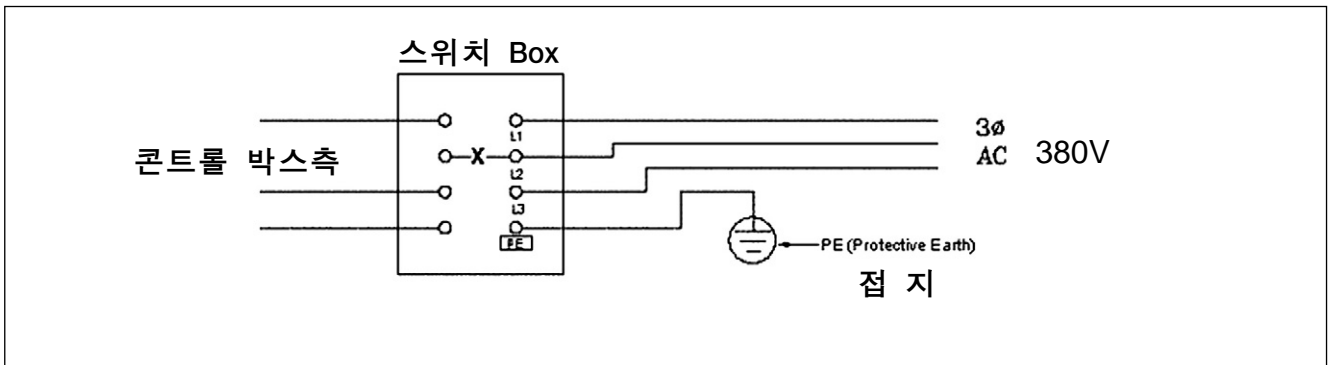 스위치 Box
L1
3ø
콘트롤 박스측
X
AC 380V
L2
L3
PE
PE (Protective Earth)
접 지